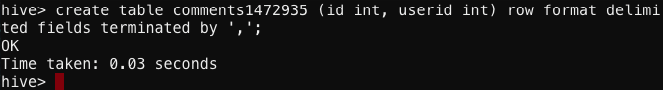 hive> create table comments1472935 (id int, userid int) row format delimi
ted fields terminated by ',';
OK
Time taken: 0.03 seconds
hive>